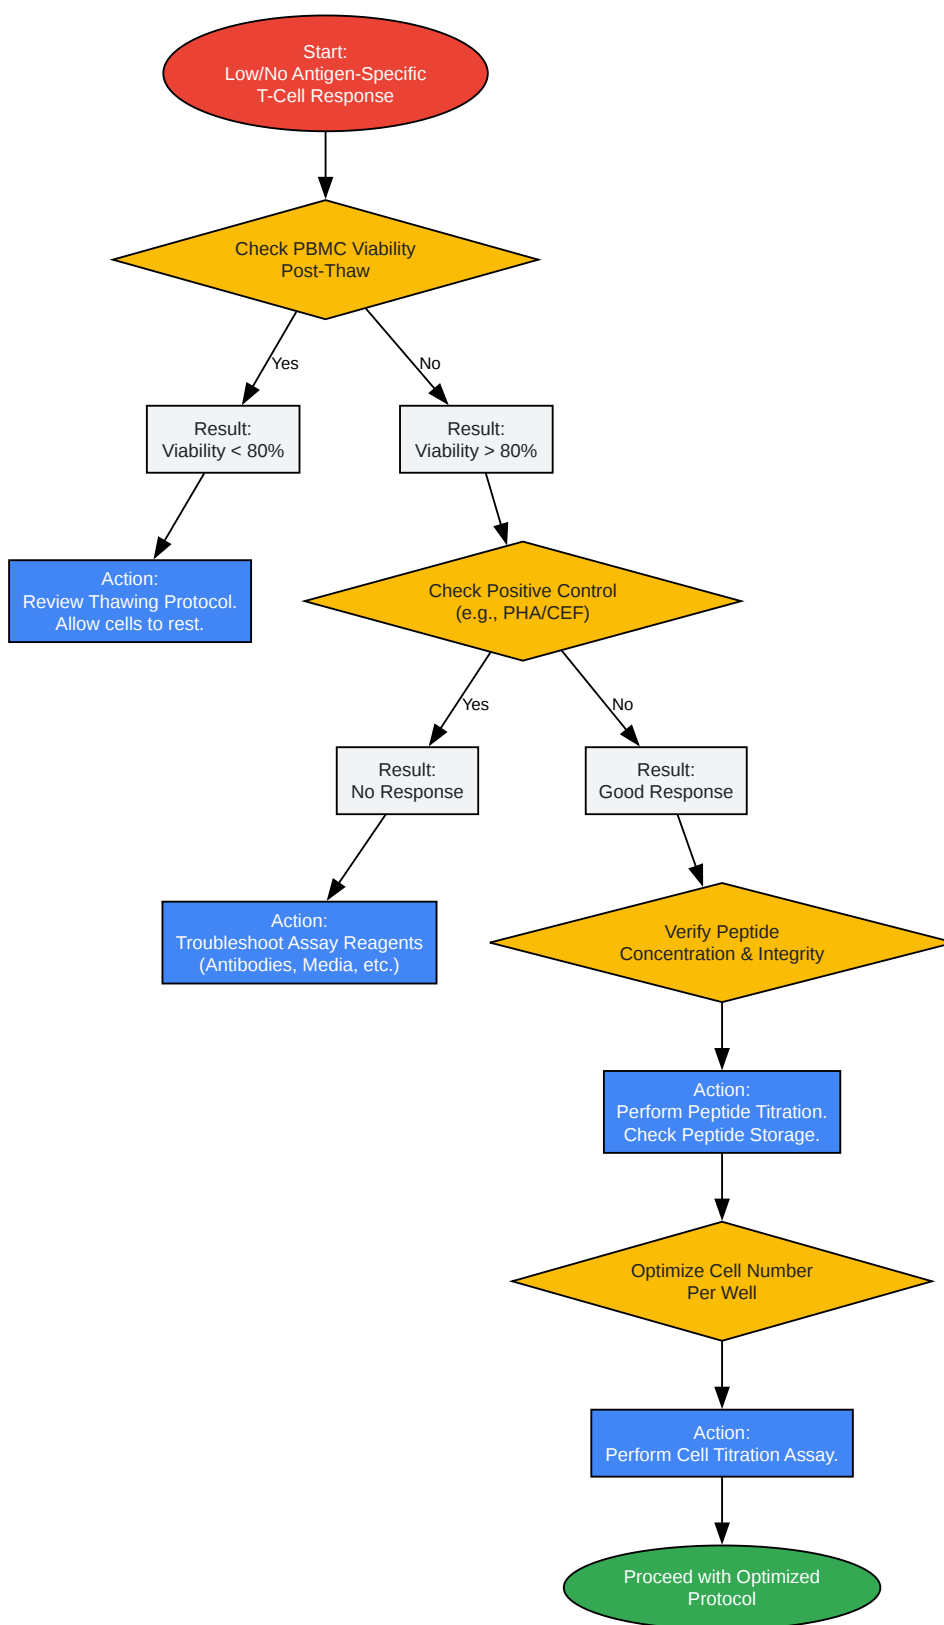 Start:
Low/No Antigen-Specific
T-Cell Response
Check PBMC Viability
Post-Thaw
Yes
No
Result:
Viability < 80%
Result:
Viability > 80%
Action:
Review Thawing Protocol.
Allow cells to rest.
Check Positive Control
(e.g., PHA/CEF)
Yes
No
Result:
No Response
Result:
Good Response
Action:
Troubleshoot Assay Reagents
(Antibodies, Media, etc.)
Verify Peptide
Concentration & Integrity
Action:
Perform Peptide Titration.
Check Peptide Storage.
Optimize Cell Number
Per Well
Action:
Perform Cell Titration Assay.
Proceed with Optimized
Protocol